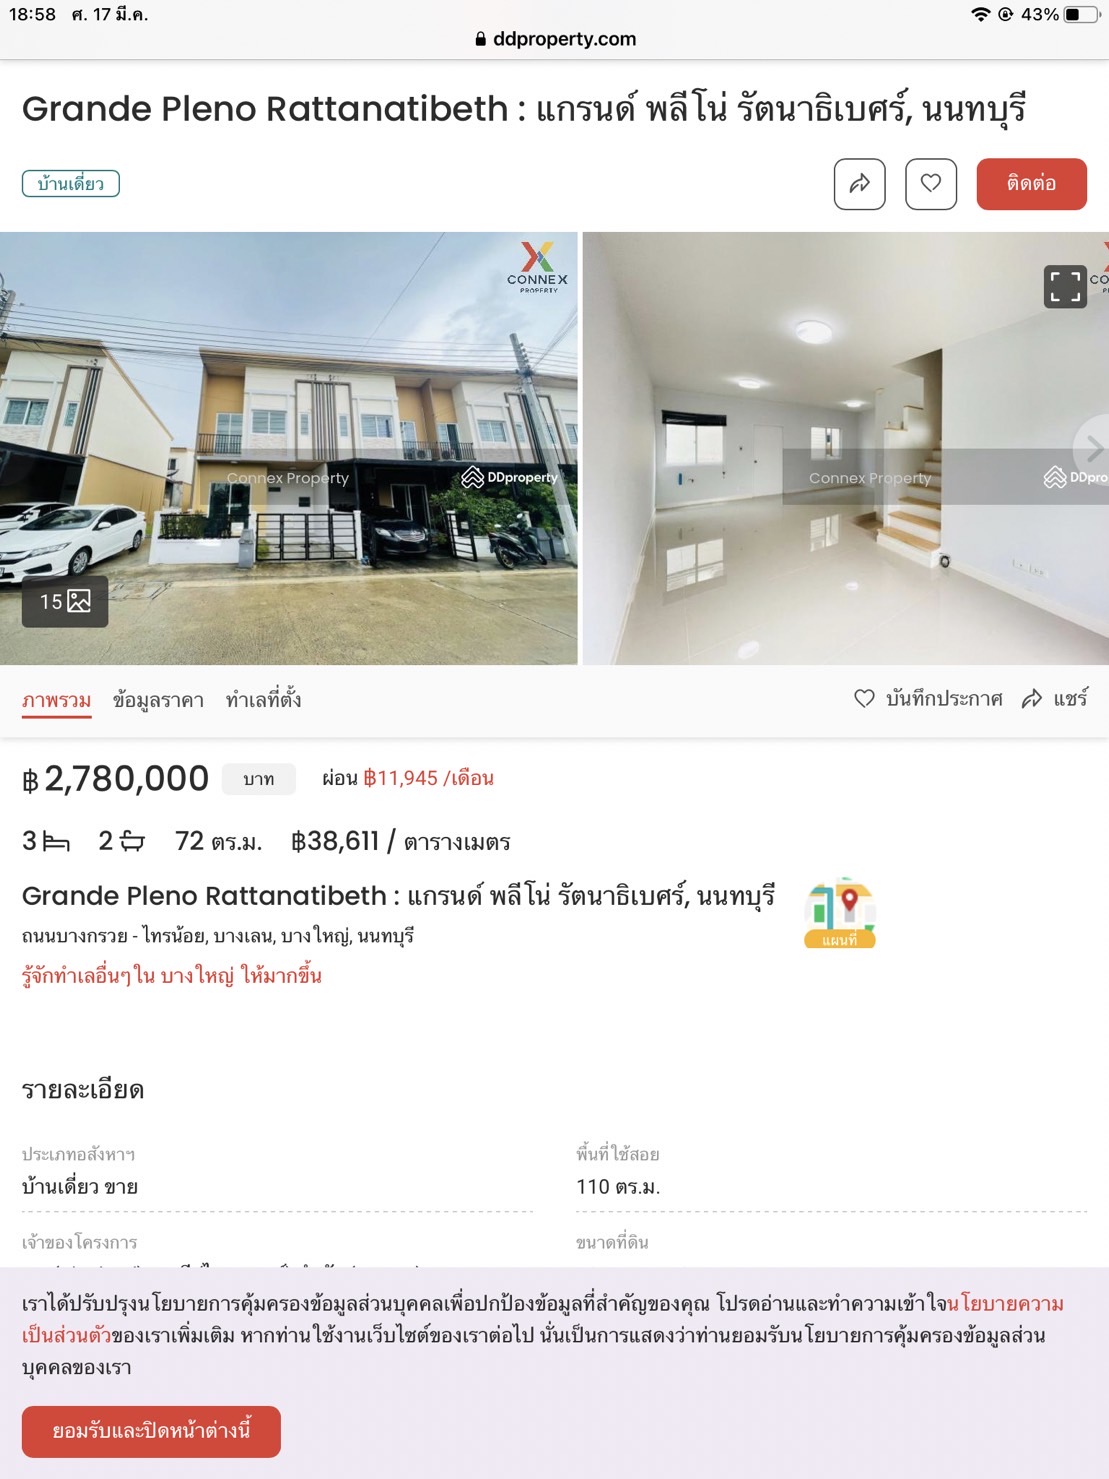 18:58 ศ. 17 มี.ค.
43%
ddproperty.com
Grande Pleno Rattanatibeth : แกรนด์ พลีโน่ รัตนาธิเบศร์, นนทบุรี
บ้านเดี่ยว
ติดต่อ
CONNEX
PROPERTY
Connex Property
DDproperty
15
Connex Property
DDpro
ภาพรวม ข้อมูลราคา ทำเลที่ตั้ง
บันทึกประกาศ แชร์
฿2,780,000 บาท ผ่อน ฿11,945 /เดือน
3 2 72 ตร.ม. ฿38,611 / ตารางเมตร
Grande Pleno Rattanatibeth : แกรนด์ พลีโน่ รัตนาธิเบศร์, นนทบุรี
แผนที่
ถนนบางกรวย - ไทรน้อย, บางเลน, บางใหญ่, นนทบุรี
รู้จักทำเลอื่นๆ ใน บางใหญ่ ให้มากขึ้น
รายละเอียด
ประเภทอสังหาฯ
บ้านเดี่ยว ขาย
พื้นที่ใช้สอย
110 ตร.ม.
เจ้าของโครงการ
ขนาดที่ดิน
เราได้ปรับปรุงนโยบายการคุ้มครองข้อมูลส่วนบุคคลเพื่อปกป้องข้อมูลที่สำคัญของคุณ โปรดอ่านและทำความเข้าใจนโยบายความ
เป็นส่วนตัวของเราเพิ่มเติม หากท่านใช้งานเว็บไซต์ของเราต่อไป นั่นเป็นการแสดงว่าท่านยอมรับนโยบายการคุ้มครองข้อมูลส่วน
บุคคลของเรา
ยอมรับและปิดหน้าต่างนี้